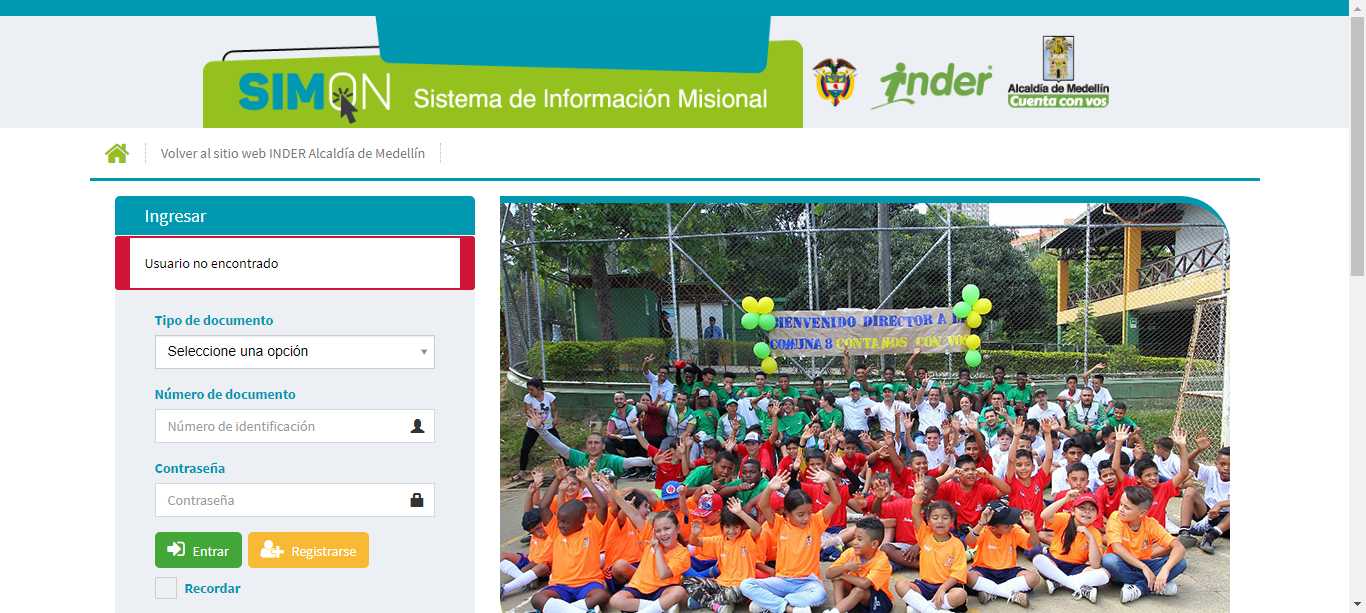 SIMON Sistema de Información Misional
inder
Alcaldía de Medellín
Cuenta con vos
Volver al sitio web INDER Alcaldía de Medellín
Ingresar
Usuario no encontrado
Tipo de documento
Seleccione una opción
Número de documento
Número de identificación
Contraseña
Contraseña
Entrar
Registrarse
Recordar
BIENVENIDO DIRECTOR A LA
COMUNA 8 CONTAMOS CON VOS